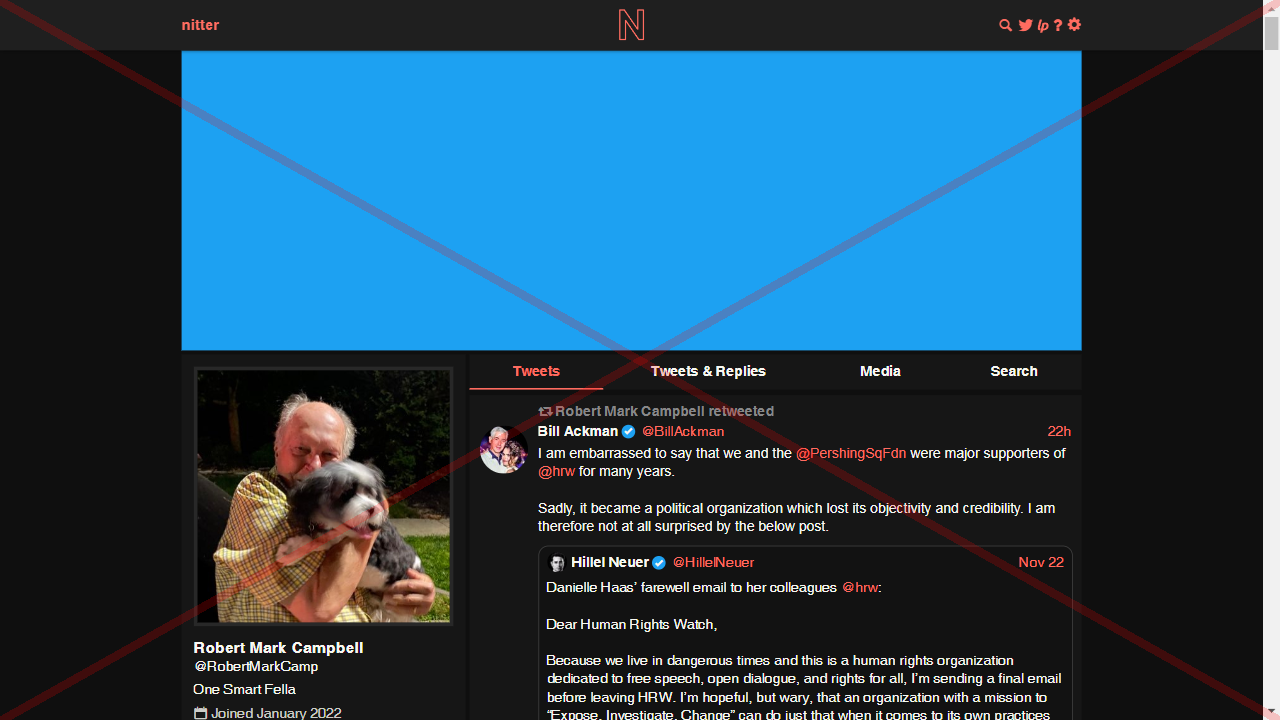 nitter
N
lp ?
Tweets
Tweets & Replies
Media
Search
Robert Mark Campbell retweeted
Bill Ackman @BillAckman 22h
I am embarrassed to say that we and the @PershingSqFdn were major supporters of
@hrw for many years.
Sadly, it became a political organization which lost its objectivity and credibility. I am
therefore not at all surprised by the below post.
Hillel Neuer @HillelNeuer Nov 22
Danielle Haas’ farewell email to her colleagues @hrw:
Dear Human Rights Watch,
Because we live in dangerous times and this is a human rights organization
dedicated to free speech, open dialogue, and rights for all, I’m sending a final email
before leaving HRW. I’m hopeful, but wary, that an organization with a mission to
“Expose. Investigate. Change” can do just that when it comes to its own practices
Robert Mark Campbell
@RobertMarkCamp
One Smart Fella
Joined January 2022